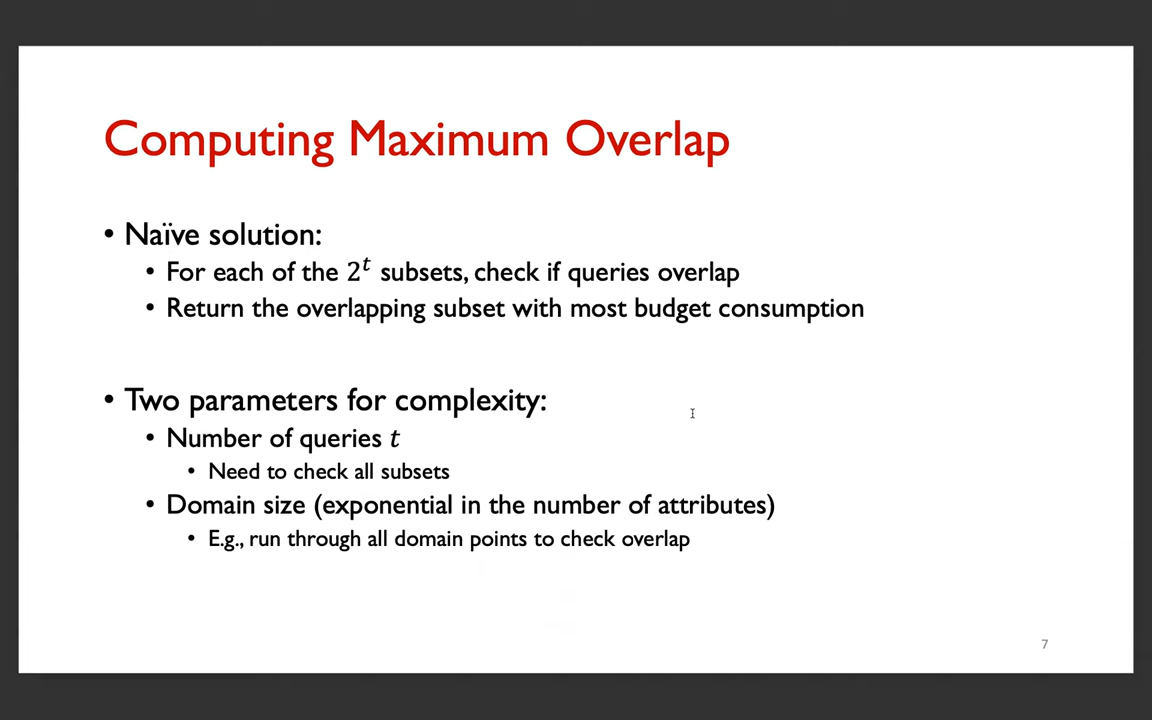 Computing Maximum Overlap
• Naïve solution:
• For each of the 2^t subsets, check if queries overlap
• Return the overlapping subset with most budget consumption
• Two parameters for complexity:
• Number of queries t
• Need to check all subsets
• Domain size (exponential in the number of attributes)
• E.g., run through all domain points to check overlap
7